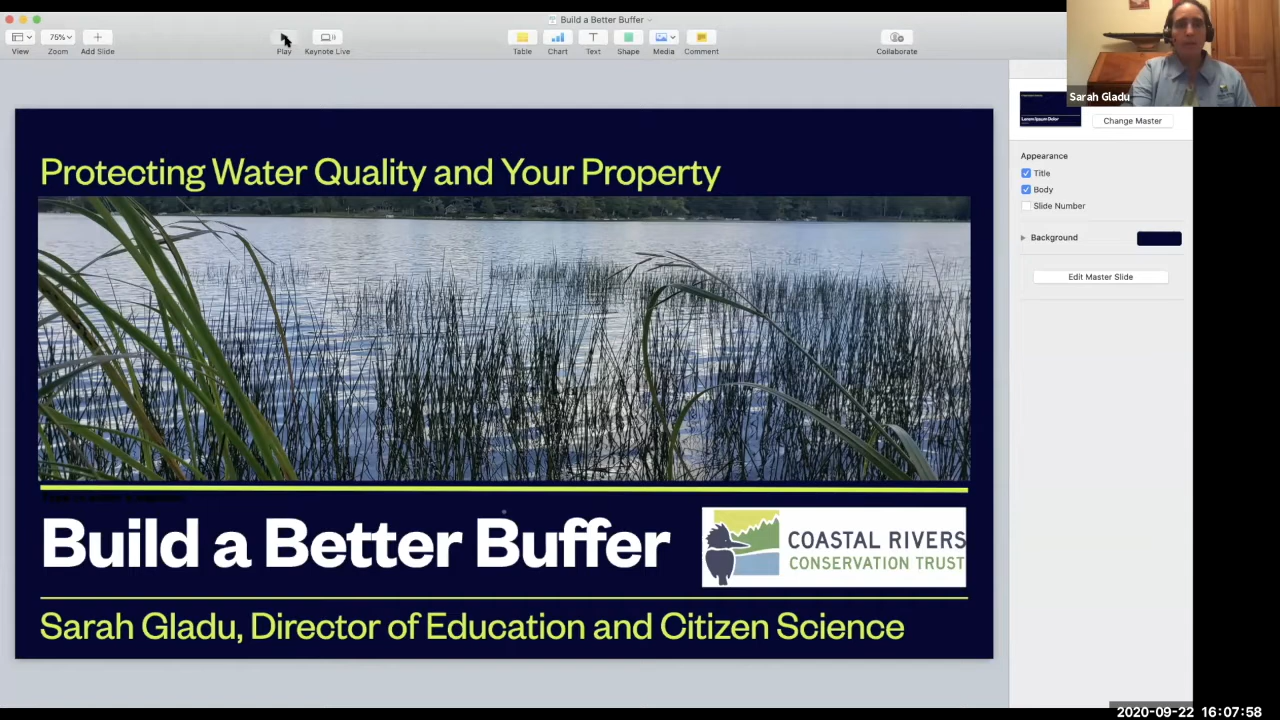 Build a Better Buffer
View
75%
Zoom
Add Slide
Play
Keynote Live
Table
Chart
T
Text
Shape
Media
Comment
Collaborate
Sarah Gladu
Change Master
Appearance
Title
Body
Slide Number
Background
Edit Master Slide
Protecting Water Quality and Your Property
Build a Better Buffer
COASTAL RIVERS
CONSERVATION TRUST
Sarah Gladu, Director of Education and Citizen Science
2020-09-22 16:07:58